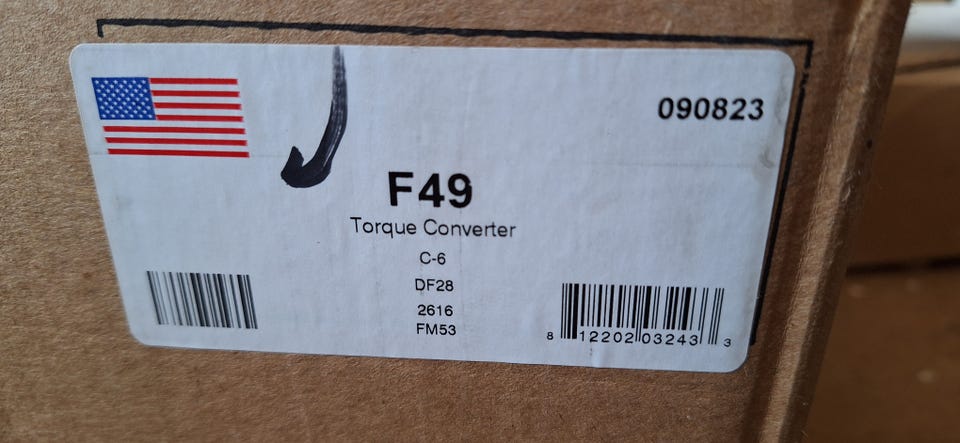 090823
F49
Torque Converter
C-6
DF28
2616
FM53
8 12202 03243 3